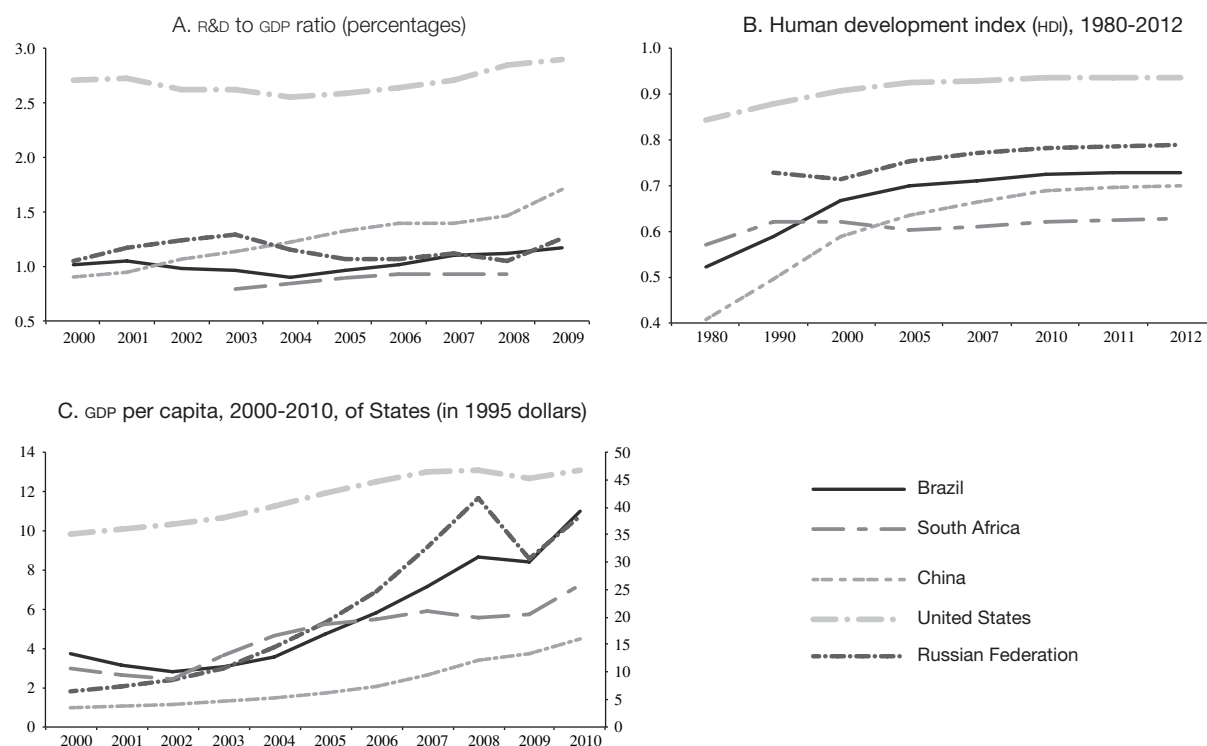 A. R&D to GDP ratio (percentages)
3.0
2.5
2.0
1.5
1.0
0.5
2000 2001 2002 2003 2004 2005 2006 2007 2008 2009
B. Human development index (HDI), 1980-2012
1.0
0.9
0.8
0.7
0.6
0.5
0.4
1980 1990 2000 2005 2007 2010 2011 2012
C. GDP per capita, 2000-2010, of States (in 1995 dollars)
14
12
10
8
6
4
2
0
50
45
40
35
30
25
20
15
10
5
0
2000 2001 2002 2003 2004 2005 2006 2007 2008 2009 2010
Brazil
South Africa
China
United States
Russian Federation